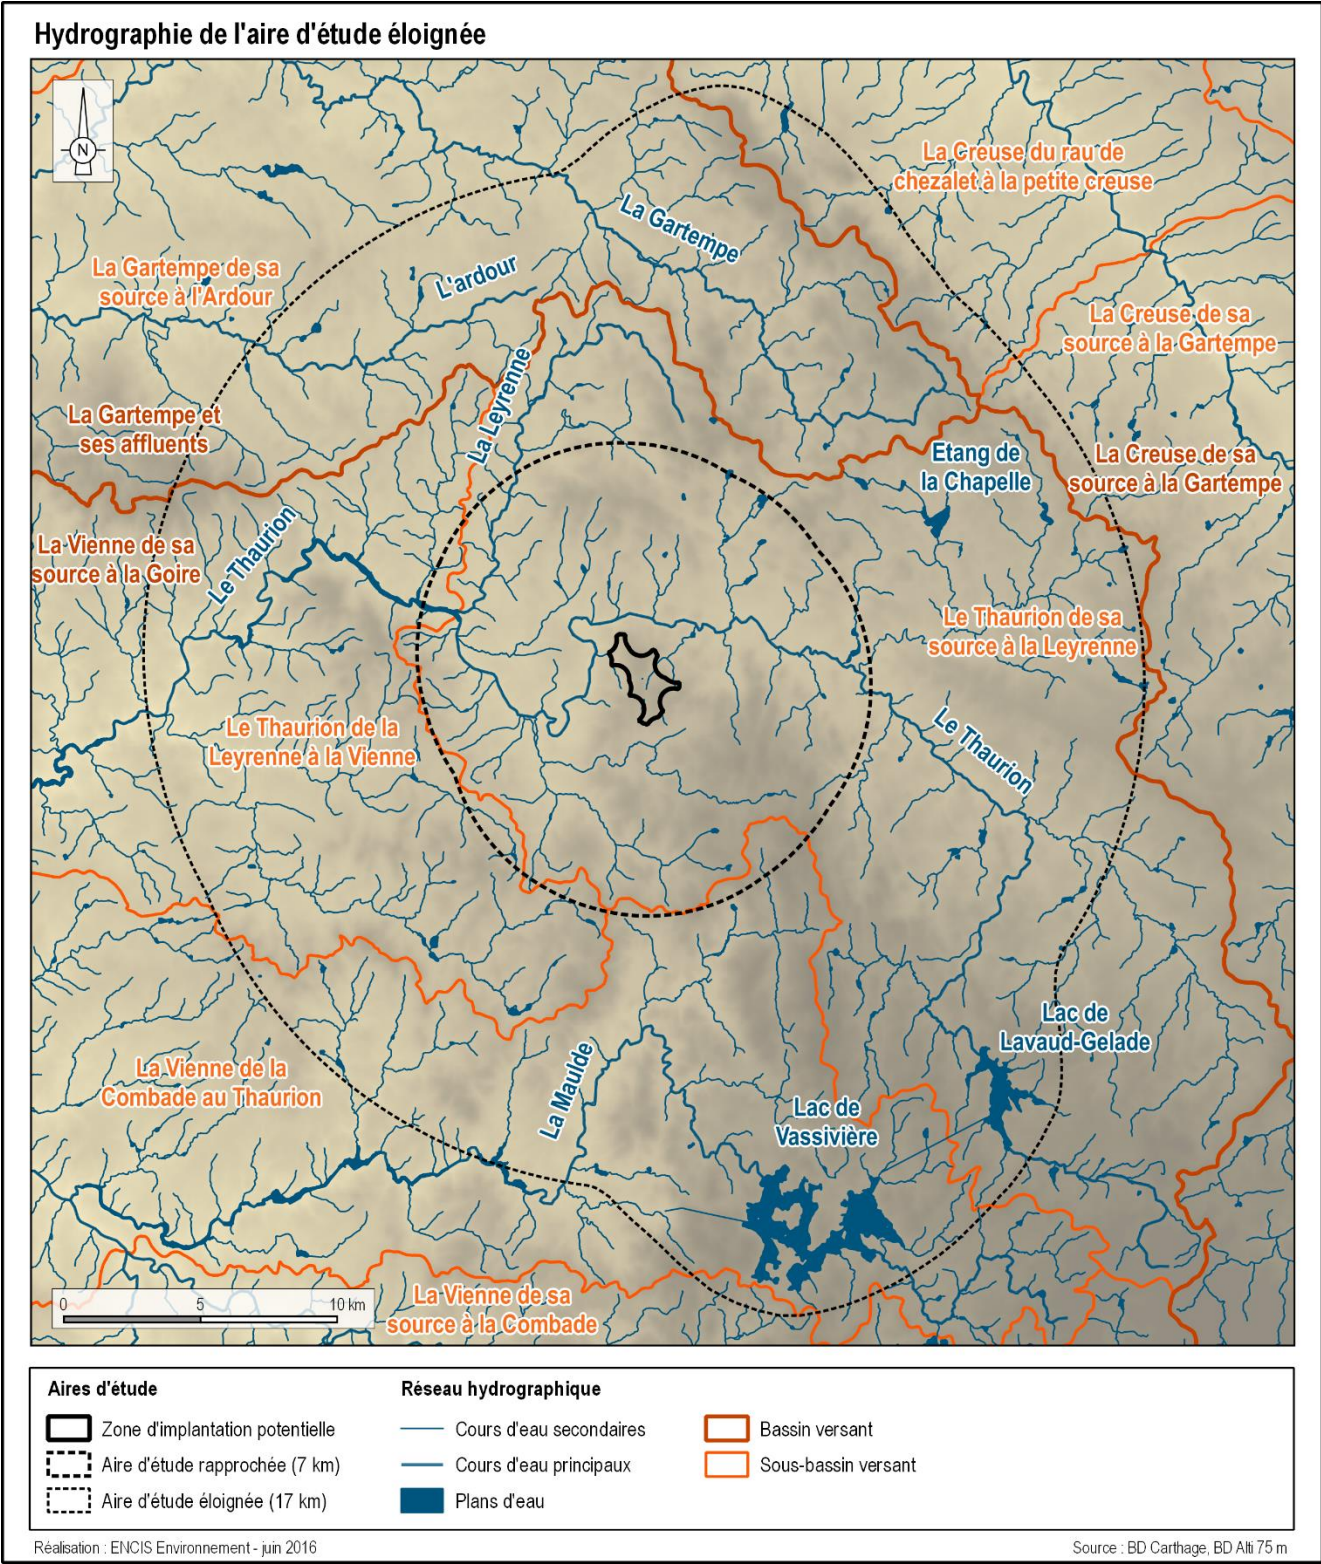 Hydrographie de l'aire d'étude éloignée
N
La Creuse du rau de
chezalet à la petite creuse
La Gartempe
L'ardour
La Gartempe de sa
source à l'Ardour
La Creuse de sa
source à la Gartempe
La Leyrenne
La Gartempe et
ses affluents
Etang de
la Chapelle
La Creuse de sa
source à la Gartempe
Le Thaurion
La Vienne de sa
source à la Goire
Le Thaurion de sa
source à la Leyrenne
Le Thaurion de la
Leyrenne à la Vienne
Le Thaurion
Lac de
Lavaud-Gelade
La Vienne de la
Combade au Thaurion
La Maulde
Lac de
Vassivière
La Vienne de sa
source à la Combade
0 5 10 km
Aires d'étude
Zone d'implantation potentielle
Aire d'étude rapprochée (7 km)
Aire d'étude éloignée (17 km)
Réseau hydrographique
Cours d'eau secondaires
Cours d'eau principaux
Plans d'eau
Bassin versant
Sous-bassin versant
Réalisation : ENCIS Environnement - juin 2016
Source : BD Carthage, BD Alti 75 m